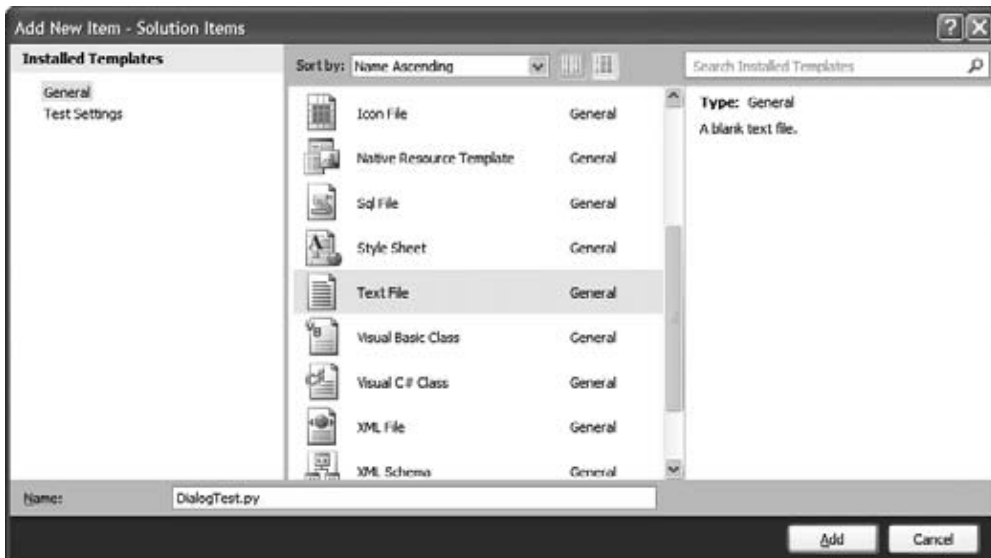 Add New Item - Solution Items
Installed Templates
General
Test Settings
Sort by: Name Ascending
Search Installed Templates
Icon File General
Native Resource Template General
Sql File General
Style Sheet General
Text File General
Visual Basic Class General
Visual C# Class General
XML File General
XML Schema General
Type: General
A blank text file.
Name: DialogTest.py
Add Cancel